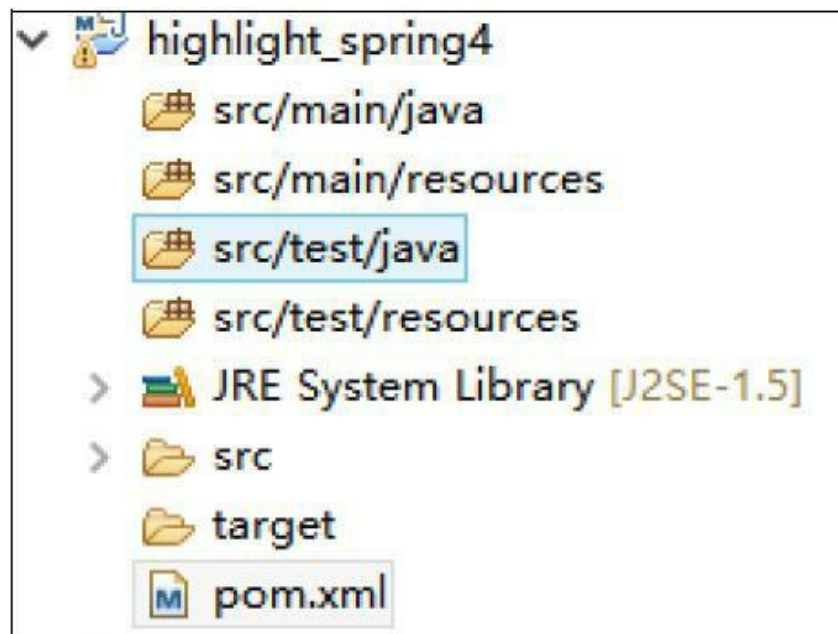 highlight_spring4
src/main/java
src/main/resources
src/test/java
src/test/resources
JRE System Library [J2SE-1.5]
src
target
pom.xml